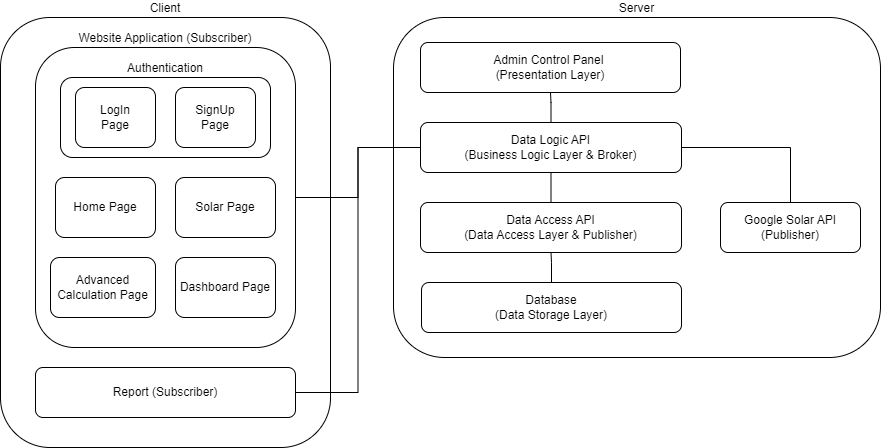 Client
Website Application (Subscriber)
Authentication
LogIn
Page
SignUp
Page
Home Page
Solar Page
Advanced
Calculation Page
Dashboard Page
Report (Subscriber)
Server
Admin Control Panel
(Presentation Layer)
Data Logic API
(Business Logic Layer & Broker)
Data Access API
(Data Access Layer & Publisher)
Google Solar API
(Publisher)
Database
(Data Storage Layer)